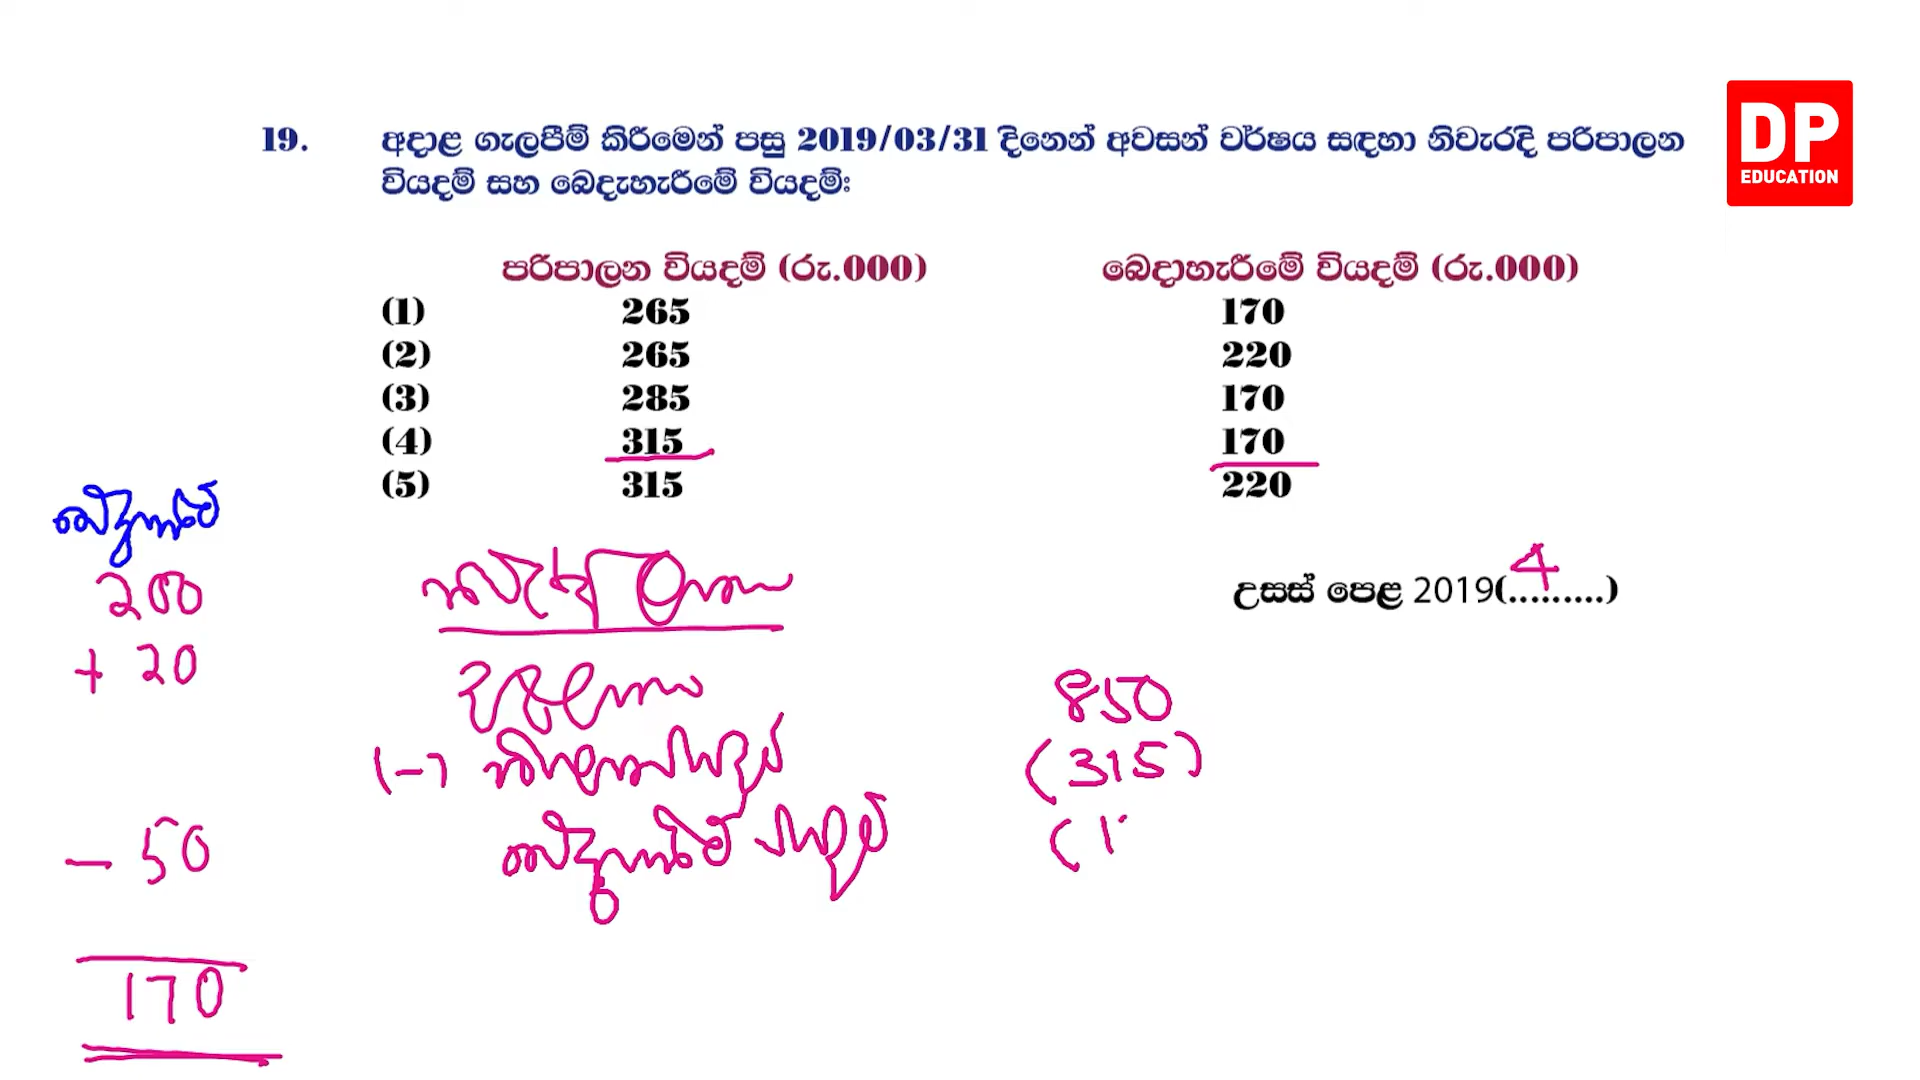 DP
EDUCATION
19. අදාළ ගැලපීම් කිරීමෙන් පසු 2019/03/31 දිනෙන් අවසන් වර්ෂය සඳහා නිවැරදි පරිපාලන
වියදම් සහ බෙදැහැරීමේ වියදම්:
පරිපාලන වියදම් (රු.000) බෙදාහැරීමේ වියදම් (රු.000)
(1) 265 170
(2) 265 220
(3) 285 170
(4) 315 170
(5) 315 220
උසස් පෙළ 2019(....4.....)
200
+ 20
- 50
170
850
(-) (315)